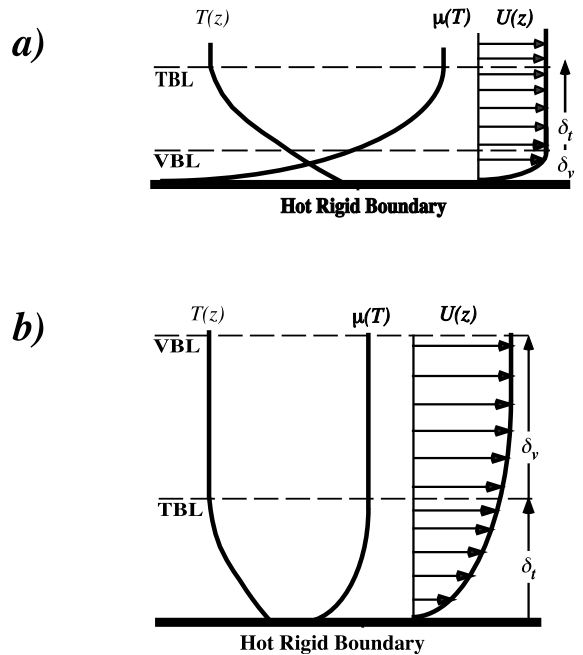 a)
T(z) μ(T) U(z)
TBL
δt
VBL
δv
Hot Rigid Boundary
b)
T(z) μ(T) U(z)
VBL
δv
TBL
δt
Hot Rigid Boundary